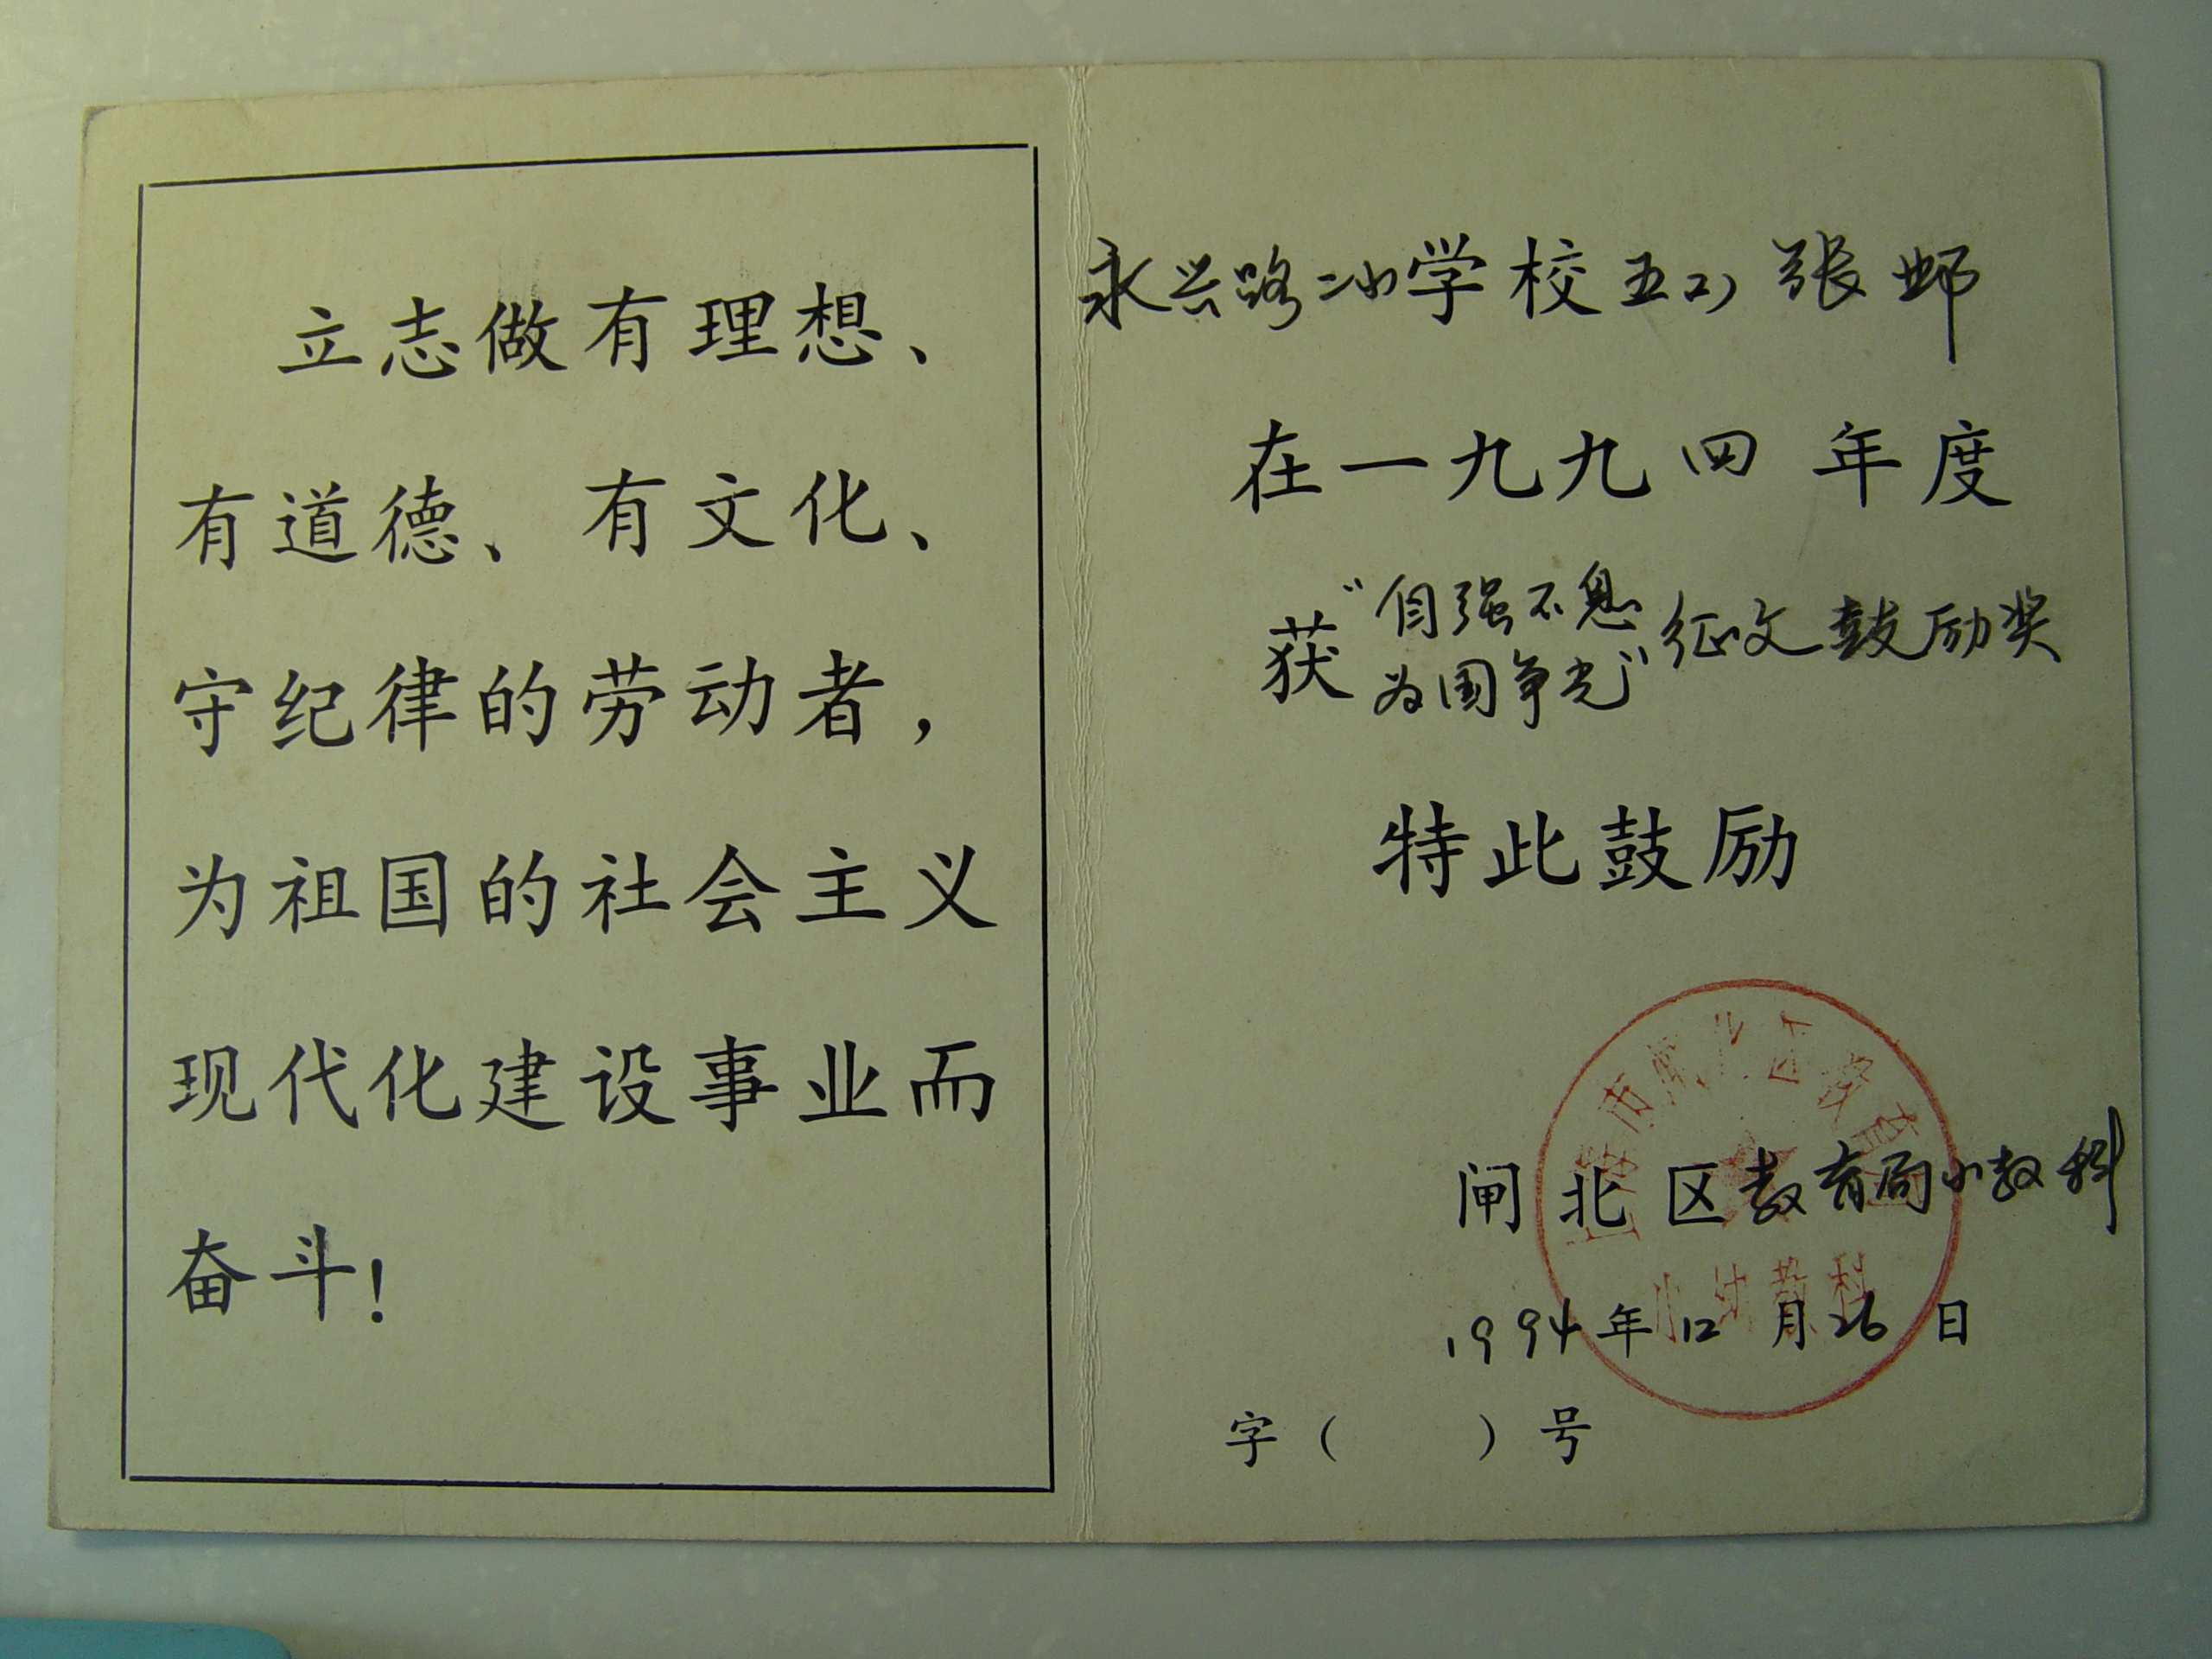 立志做有理想、
有道德、有文化、
守纪律的劳动者，
为祖国的社会主义
现代化建设事业而
奋斗！
永兴路二小学校五(2) 张邺
在一九九四年度
获“自强不息
为国争光”征文鼓励奖
特此鼓励
上海市闸北区教育局
小幼教科
闸北区教育局小教科
1994年12月26日
字（ ）号